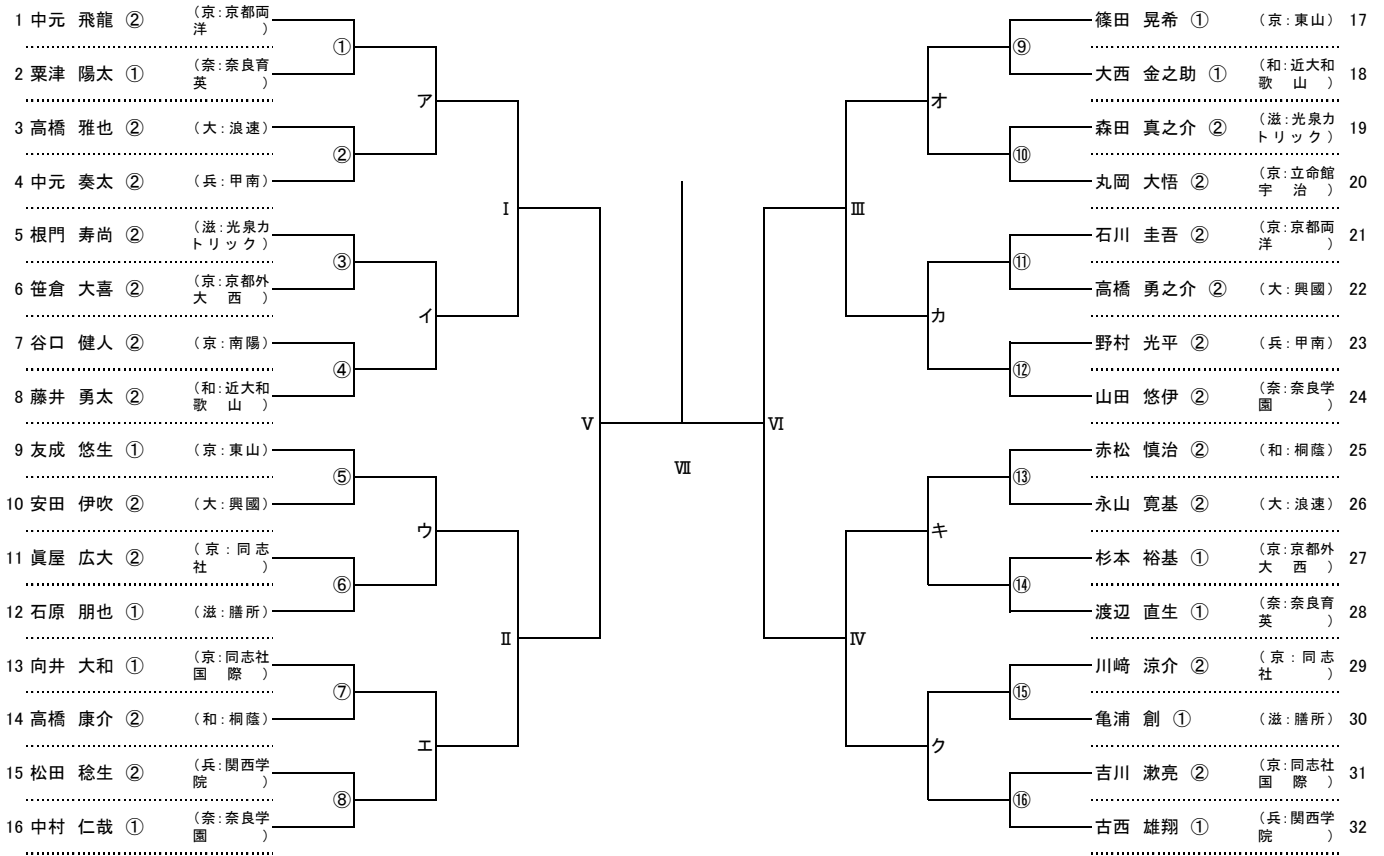 1 中元 飛龍 ② (京:京都両洋)
①
2 粟津 陽太 ① (奈:奈良育英)
ア
3 高橋 雅也 ② (大:浪速)
②
4 中元 奏太 ② (兵:甲南)
Ⅰ
5 根門 寿尚 ② (滋:光泉カトリック)
③
6 笹倉 大喜 ② (京:京都外大西)
イ
7 谷口 健人 ② (京:南陽)
④
8 藤井 勇太 ② (和:近大和歌山)
Ⅴ
9 友成 悠生 ① (京:東山)
⑤
10 安田 伊吹 ② (大:興國)
ウ
11 眞屋 広大 ② (京:同志社)
⑥
12 石原 朋也 ① (滋:膳所)
Ⅱ
13 向井 大和 ① (京:同志社国際)
⑦
14 高橋 康介 ② (和:桐蔭)
エ
15 松田 稔生 ② (兵:関西学院)
⑧
16 中村 仁哉 ① (奈:奈良学園)
Ⅶ
篠田 晃希 ① (京:東山) 17
⑨
大西 金之助 ① (和:近大和歌山) 18
オ
森田 真之介 ② (滋:光泉カトリック) 19
⑩
丸岡 大悟 ② (京:立命館宇治) 20
Ⅲ
石川 圭吾 ② (京:京都両洋) 21
⑪
高橋 勇之介 ② (大:興國) 22
カ
野村 光平 ② (兵:甲南) 23
⑫
山田 悠伊 ② (奈:奈良学園) 24
Ⅵ
赤松 慎治 ② (和:桐蔭) 25
⑬
永山 寛基 ② (大:浪速) 26
キ
杉本 裕基 ① (京:京都外大西) 27
⑭
渡辺 直生 ① (奈:奈良育英) 28
Ⅳ
川﨑 涼介 ② (京:同志社) 29
⑮
亀浦 創 ① (滋:膳所) 30
ク
吉川 漱亮 ② (京:同志社国際) 31
⑯
古西 雄翔 ① (兵:関西学院) 32